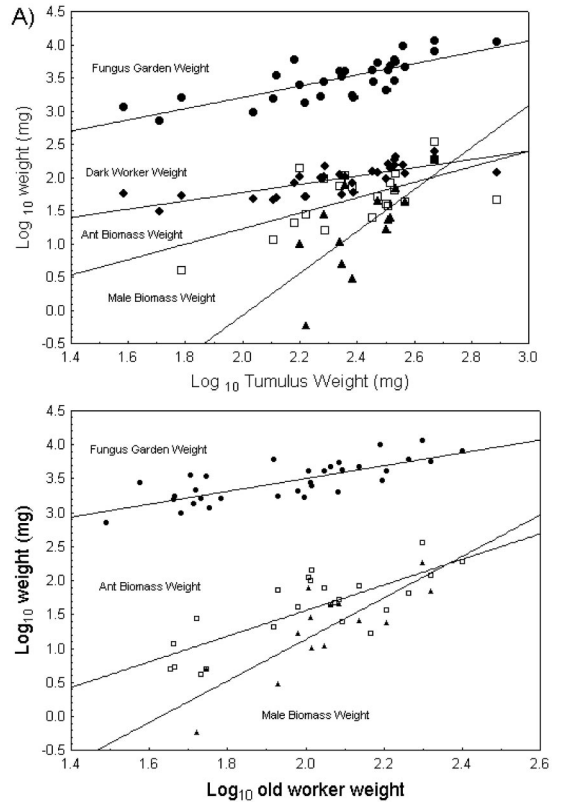 A)
4.5
4.0
3.5
3.0
2.5
2.0
1.5
1.0
0.5
0.0
-0.5
Log 10 weight (mg)
Fungus Garden Weight
Dark Worker Weight
Ant Biomass Weight
Male Biomass Weight
1.4 1.6 1.8 2.0 2.2 2.4 2.6 2.8 3.0
Log 10 Tumulus Weight (mg)
4.5
4.0
3.5
3.0
2.5
2.0
1.5
1.0
0.5
0.0
-0.5
Log10 weight (mg)
Fungus Garden Weight
Ant Biomass Weight
Male Biomass Weight
1.4 1.6 1.8 2.0 2.2 2.4 2.6
Log10 old worker weight